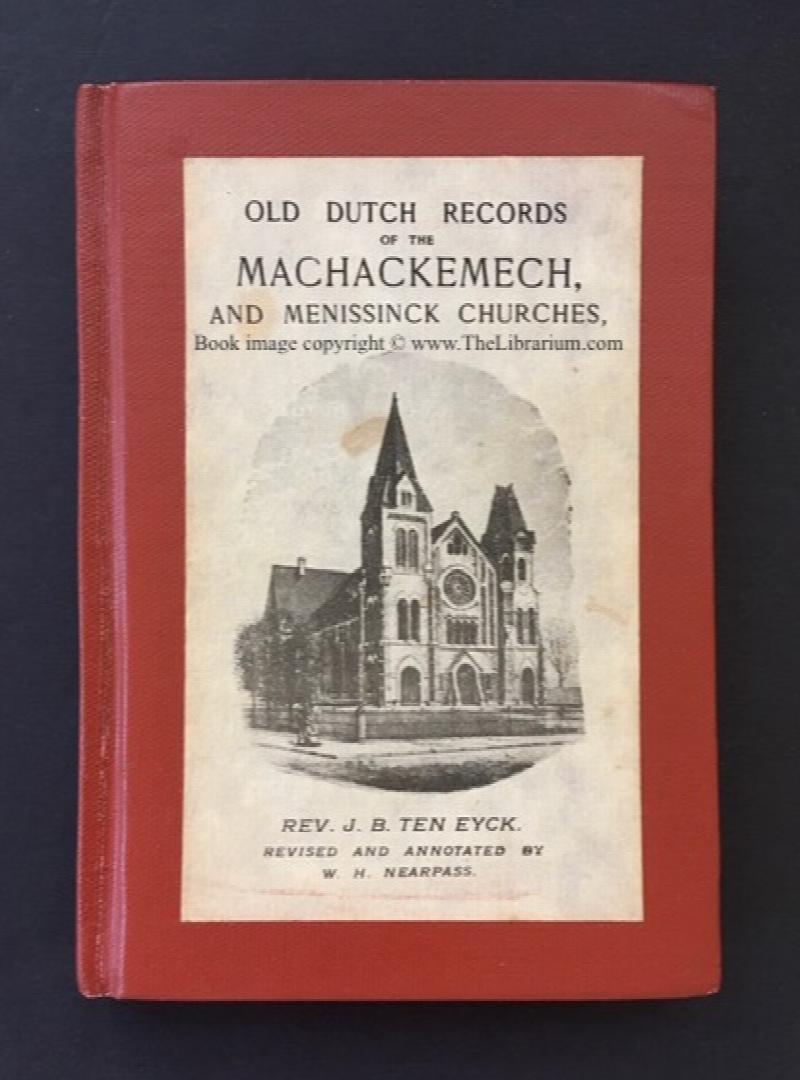 OLD DUTCH RECORDS
OF THE
MACHACKEMECH,
AND MENISSINCK CHURCHES,
Book image copyright © www.TheLibrarium.com
REV. J. B. TEN EYCK.
REVISED AND ANNOTATED BY
W. H. NEARPASS.